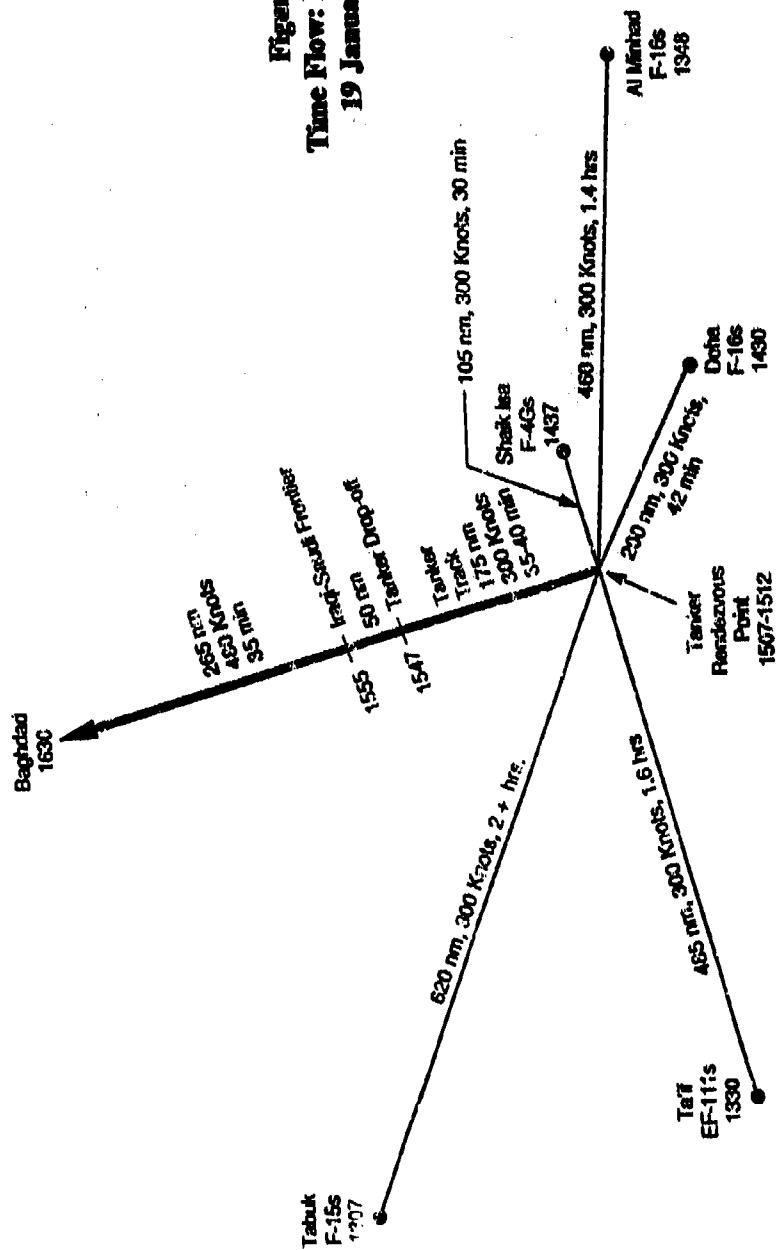 Time Flow:
19 Janua
Baghdad
1630
265 nm
480 Knots
35 min
Iraqi-Saudi Frontier
1555
50 nm
Tanker Drop-off
1547
Tanker
Track
175 nm
300 Knots
35-40 min
105 nm, 300 Knots, 30 min
Shaik Isa
F-4Gs
1437
460 nm, 300 Knots, 1.4 hrs
Al Minhad
F-16s
1348
Doha
F-16s
1430
200 nm, 300 Knots,
42 min
Tanker
Rendezvous
Point
1507-1512
620 nm, 300 Knots, 2 + hrs.
Tabuk
F-15s
485 nm, 300 Knots, 1.6 hrs
Taif
EF-111s
1330